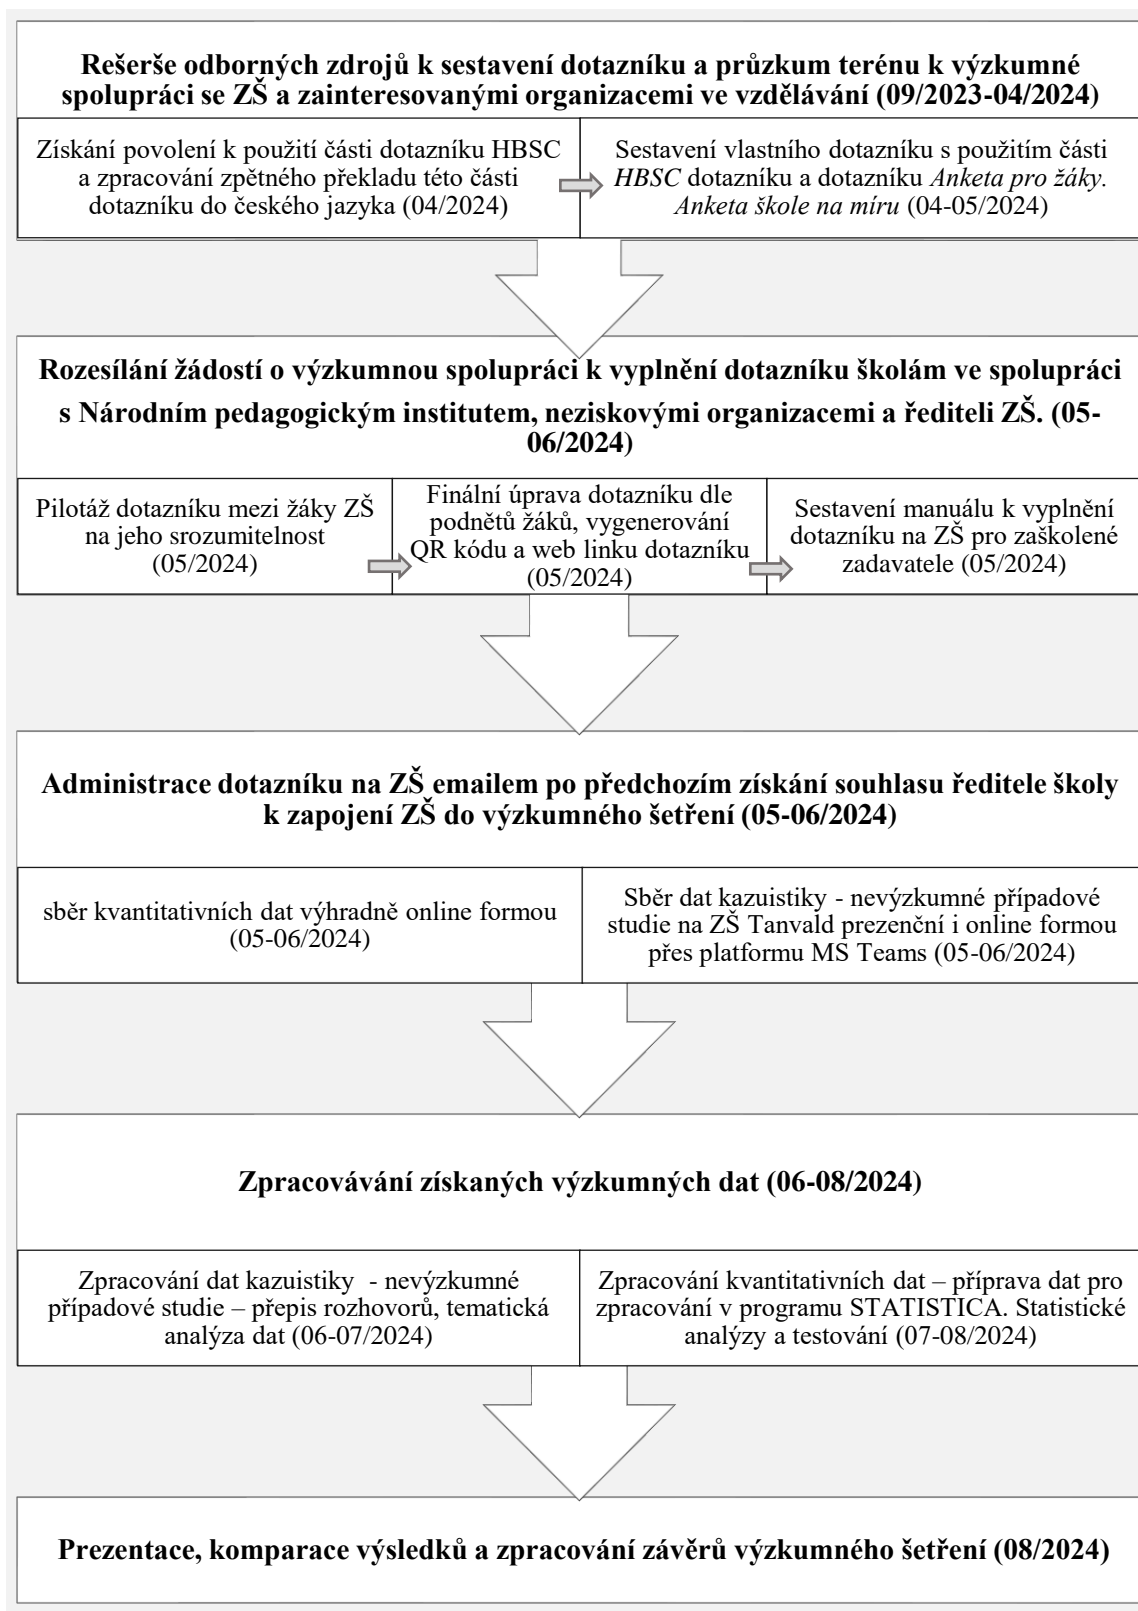 Rešerše odborných zdrojů k sestavení dotazníku a průzkum terénu k výzkumné
spolupráci se ZŠ a zainteresovanými organizacemi ve vzdělávání (09/2023-04/2024)
Získání povolení k použití části dotazníku HBSC
a zpracování zpětného překladu této části
dotazníku do českého jazyka (04/2024)
Sestavení vlastního dotazníku s použitím části
HBSC dotazníku a dotazníku Anketa pro žáky.
Anketa škole na míru (04-05/2024)
Rozesílání žádostí o výzkumnou spolupráci k vyplnění dotazníku školám ve spolupráci
s Národním pedagogickým institutem, neziskovými organizacemi a řediteli ZŠ. (05-
06/2024)
Pilotáž dotazníku mezi žáky ZŠ
na jeho srozumitelnost
(05/2024)
Finální úprava dotazníku dle
podnětů žáků, vygenerování
QR kódu a web linku dotazníku
(05/2024)
Sestavení manuálu k vyplnění
dotazníku na ZŠ pro zaškolené
zadavatele (05/2024)
Administrace dotazníku na ZŠ emailem po předchozím získání souhlasu ředitele školy
k zapojení ZŠ do výzkumného šetření (05-06/2024)
sběr kvantitativních dat výhradně online formou
(05-06/2024)
Sběr dat kazuistiky - nevýzkumné případové
studie na ZŠ Tanvald prezenční i online formou
přes platformu MS Teams (05-06/2024)
Zpracovávání získaných výzkumných dat (06-08/2024)
Zpracování dat kazuistiky - nevýzkumné
případové studie – přepis rozhovorů, tematická
analýza dat (06-07/2024)
Zpracování kvantitativních dat – příprava dat pro
zpracování v programu STATISTICA. Statistické
analýzy a testování (07-08/2024)
Prezentace, komparace výsledků a zpracování závěrů výzkumného šetření (08/2024)